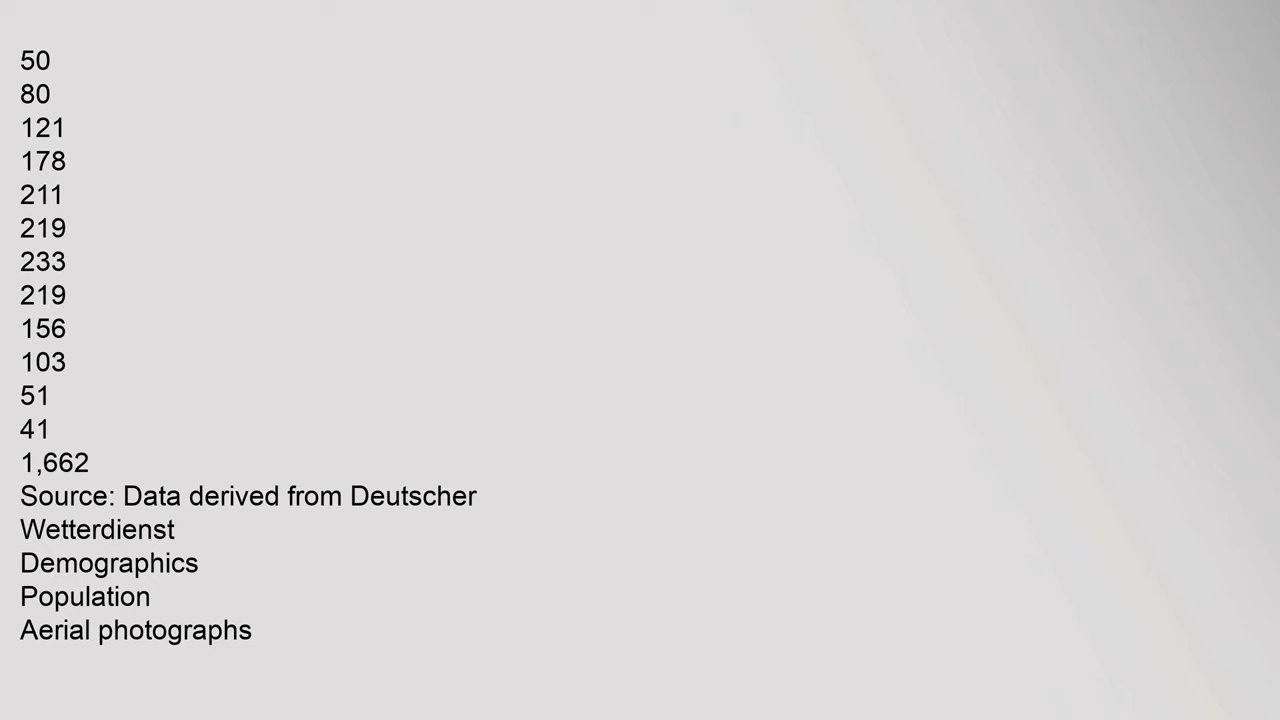 50
80
121
178
211
219
233
219
156
103
51
41
1,662
Source: Data derived from Deutscher
Wetterdienst
Demographics
Population
Aerial photographs